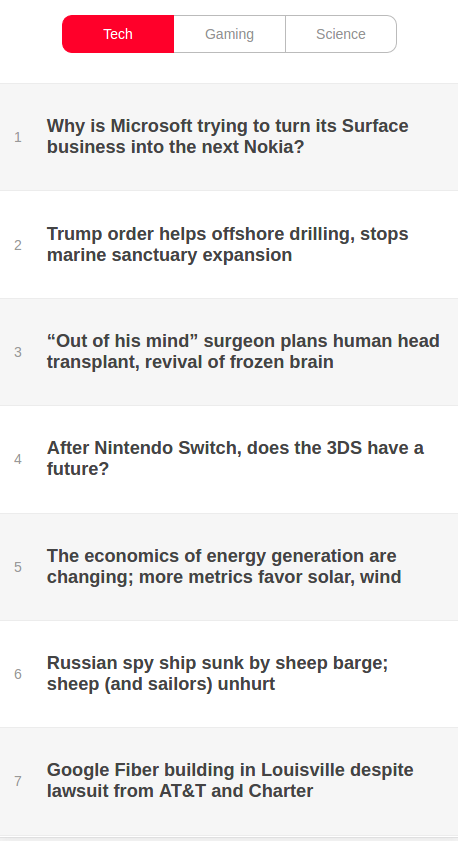 Tech
Gaming
Science
1
Why is Microsoft trying to turn its Surface
business into the next Nokia?
2
Trump order helps offshore drilling, stops
marine sanctuary expansion
3
“Out of his mind” surgeon plans human head
transplant, revival of frozen brain
4
After Nintendo Switch, does the 3DS have a
future?
5
The economics of energy generation are
changing; more metrics favor solar, wind
6
Russian spy ship sunk by sheep barge;
sheep (and sailors) unhurt
7
Google Fiber building in Louisville despite
lawsuit from AT&T and Charter